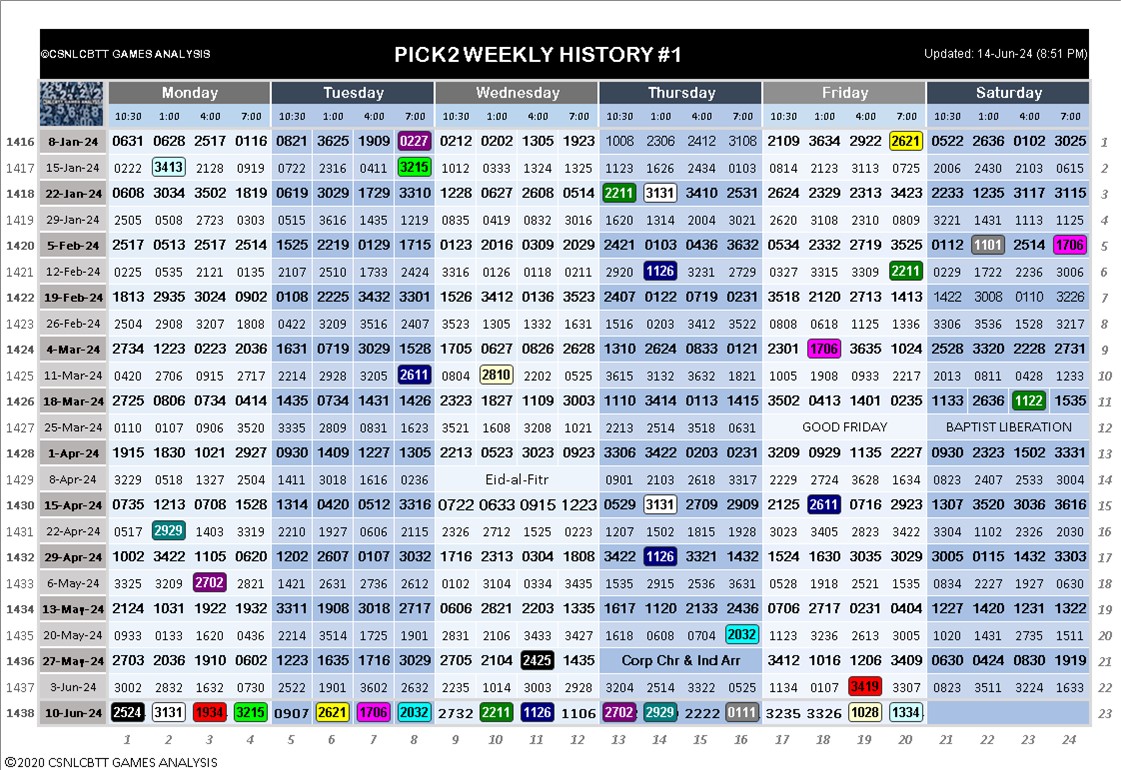 ©CSNLCBTT GAMES ANALYSIS PICK2 WEEKLY HISTORY #1 Updated: 14-Jun-24 (8:51 PM)
Monday Tuesday Wednesday Thursday Friday Saturday
10:30 1:00 4:00 7:00 10:30 1:00 4:00 7:00 10:30 1:00 4:00 7:00 10:30 1:00 4:00 7:00 10:30 1:00 4:00 7:00 10:30 1:00 4:00 7:00
1416 8-Jan-24 0631 0628 2517 0116 0821 3625 1909 0227 0212 0202 1305 1923 1008 2306 2412 3108 2109 3634 2922 2621 0522 2636 0102 3025 1
1417 15-Jan-24 0222 3413 2128 0919 0722 2316 0411 3215 1012 0333 1324 1325 1123 1626 2434 0103 0814 2123 3113 0725 2006 2430 2103 0615 2
1418 22-Jan-24 0608 3034 3502 1819 0619 3029 1729 3310 1228 0627 2608 0514 2211 3131 3410 2531 2624 2329 2313 3423 2233 1235 3117 3115 3
1419 29-Jan-24 2505 0508 2723 0303 0515 3616 1435 1219 0835 0419 0832 3016 1620 1314 2004 3021 2620 3108 2310 0809 3221 1431 1113 1125 4
1420 5-Feb-24 2517 0513 2517 2514 1525 2219 0129 1715 0123 2016 0309 2029 2421 0103 0436 3632 0534 2332 2719 3525 0112 1101 2514 1706 5
1421 12-Feb-24 0225 0535 2121 0135 2107 2510 1733 2424 3316 0126 0118 0211 2920 1126 3231 2729 0327 3315 3309 2211 0229 1722 2236 3006 6
1422 19-Feb-24 1813 2935 3024 0902 0108 2225 3432 3301 1526 3412 0136 3523 2407 0122 0719 0231 3518 2120 2713 1413 1422 3008 0110 3226 7
1423 26-Feb-24 2504 2908 3207 1808 0422 3209 3516 2407 3523 1305 1332 1631 1516 0203 3412 3522 0808 0618 1125 1336 3306 3536 1528 3217 8
1424 4-Mar-24 2734 1223 0223 2036 1631 0719 3029 1528 1705 0627 0826 2628 1310 2624 0833 0121 2301 1706 3635 1024 2528 3320 2228 2731 9
1425 11-Mar-24 0420 2706 0915 2717 2214 2928 3205 2611 0804 2810 2202 0525 3615 3132 3632 1821 1005 1908 2933 2217 2013 0811 0428 1233 10
1426 18-Mar-24 2725 0806 0734 0414 1435 0734 1431 1426 2323 1827 1109 3003 1110 3414 0113 1415 3502 0413 1401 0235 1133 2636 1122 1535 11
1427 25-Mar-24 0110 0107 0906 3520 3335 2809 0831 1623 3521 1608 3208 1021 2213 2514 3518 0631 GOOD FRIDAY BAPTIST LIBERATION 12
1428 1-Apr-24 1915 1830 1021 2927 0930 1409 1227 1305 2213 0523 3023 0923 3306 3422 0203 0231 3209 0929 1135 2227 0930 2323 1502 3331 13
1429 8-Apr-24 3229 0518 1327 2504 1411 3018 1616 0236 Eid-al-Fitr 0901 2103 2618 3317 2229 2724 3628 1634 0823 2407 2533 3004 14
1430 15-Apr-24 0735 1213 0708 1528 1314 0420 0512 3316 0722 0633 0915 1223 0529 3131 2709 2909 2125 2611 0716 2923 1307 3520 3036 3616 15
1431 22-Apr-24 0517 2929 1403 3319 2210 1927 0606 2115 2326 2712 1525 0223 1207 1502 1815 1928 3023 3405 2823 3422 3304 1102 2326 2030 16
1432 29-Apr-24 1002 3422 1105 0620 1202 2607 0107 3032 1716 2313 0304 1808 3422 1126 3321 1432 1524 1630 3035 3029 3005 0115 1432 3303 17
1433 6-May-24 3325 3209 2702 2821 1421 2631 2736 2612 0102 3104 0334 3435 1535 2915 2536 3631 0528 1918 2521 1535 0834 2227 1927 0630 18
1434 13-May-24 2124 1031 1922 1932 3311 1908 3018 2717 0606 2821 2203 1335 1617 1120 2133 2436 0706 2717 0231 0404 1227 1420 1231 1322 19
1435 20-May-24 0933 0133 1620 0436 2214 3514 1725 1901 2831 2106 3433 3427 1618 0608 0704 2032 1123 3236 2613 3005 1020 1431 2735 1511 20
1436 27-May-24 2703 2036 1910 0602 1223 1635 1716 3029 2705 2104 2425 1435 Corp Chr & Ind Arr 3412 1016 1206 3409 0630 0424 0830 1919 21
1437 3-Jun-24 3002 2832 1632 0730 2522 1901 3602 2632 2235 1014 3003 2928 3204 2514 3322 0525 1134 0107 3419 3307 0823 3511 3224 1633 22
1438 10-Jun-24 2524 3131 1934 3215 0907 2621 1706 2032 2732 2211 1126 1106 2702 2929 2222 0111 3235 3326 1028 1334 23
1 2 3 4 5 6 7 8 9 10 11 12 13 14 15 16 17 18 19 20 21 22 23 24
©2020 CSNLCBTT GAMES ANALYSIS